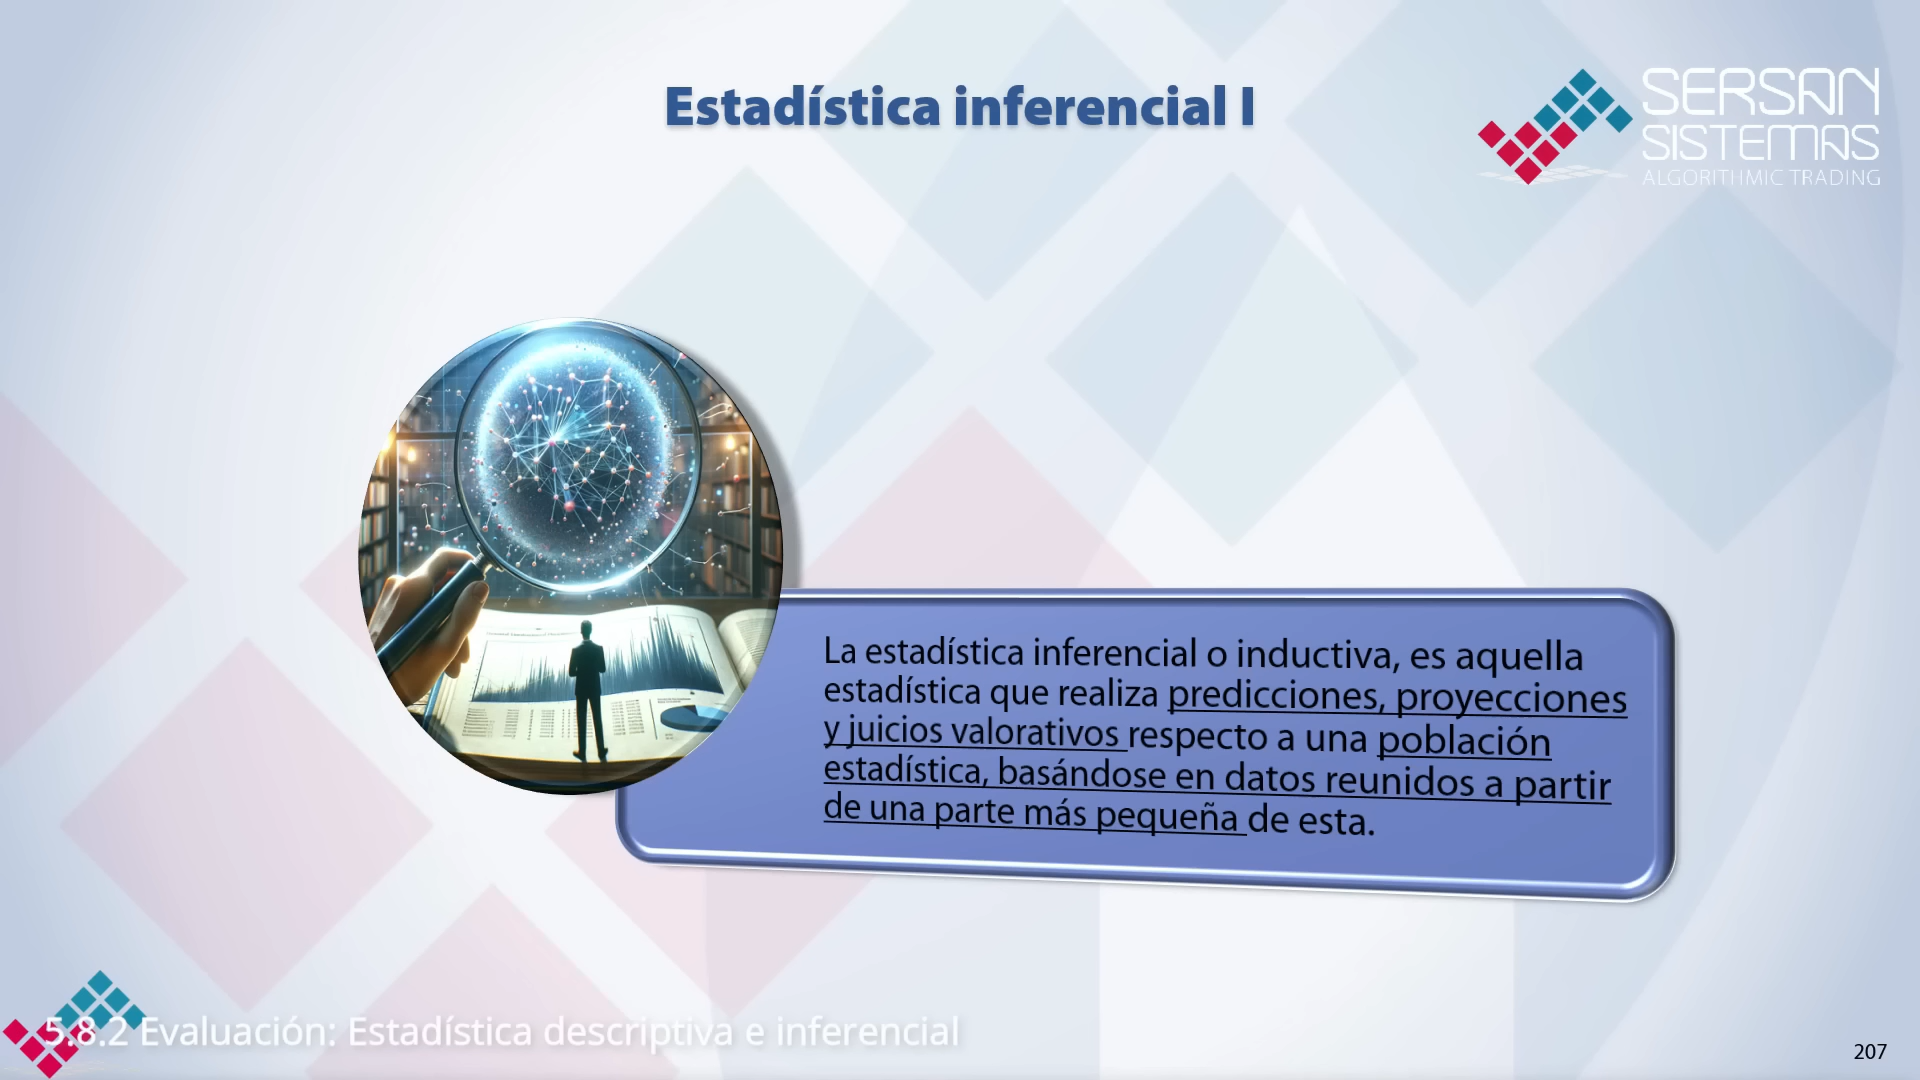 Estadística inferencial I
SERSAN
SISTEMAS
ALGORITHMIC TRADING
La estadística inferencial o inductiva, es aquella
estadística que realiza predicciones, proyecciones
y juicios valorativos respecto a una población
estadística, basándose en datos reunidos a partir
de una parte más pequeña de esta.
5.8.2 Evaluación: Estadística descriptiva e inferencial
207